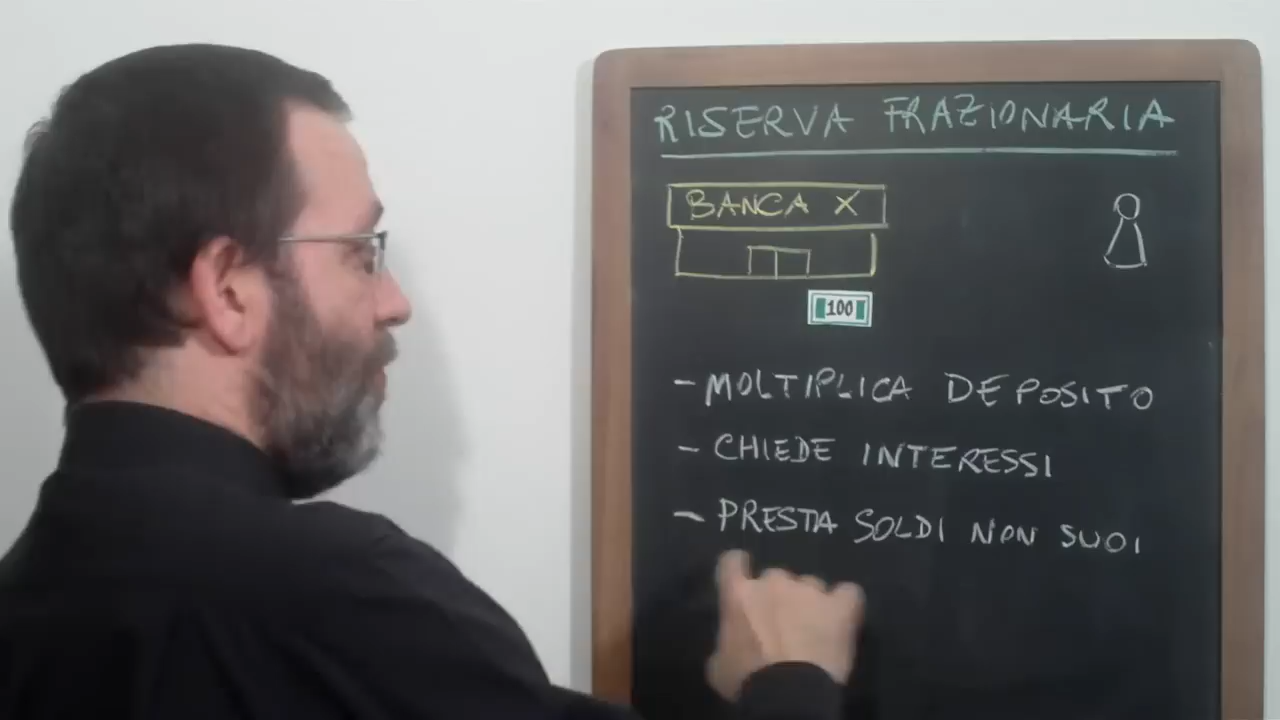 RISERVA FRAZIONARIA
BANCA X
100
- MOLTIPLICA DEPOSITO
- CHIEDE INTERESSI
- PRESTA SOLDI NON SUOI